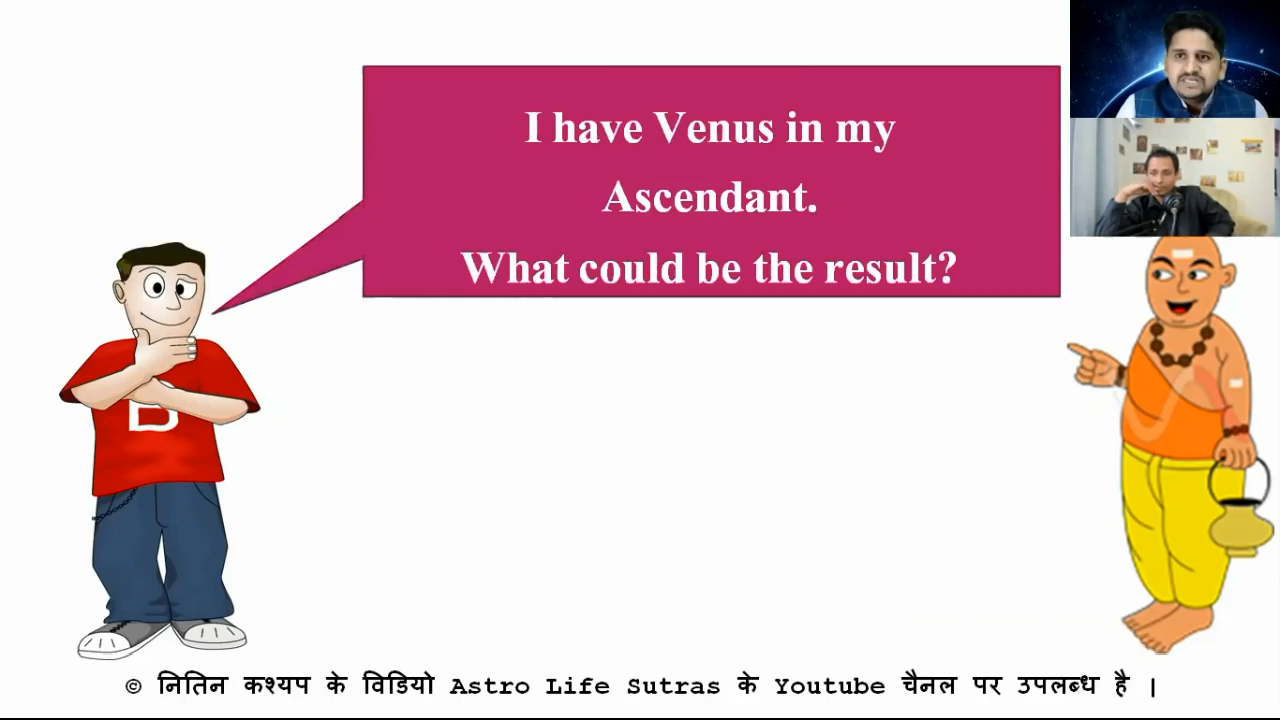 I have Venus in my
Ascendant.
What could be the result?
B
© नितिन कश्यप के विडियो Astro Life Sutras के Youtube चैनल पर उपलब्ध है |